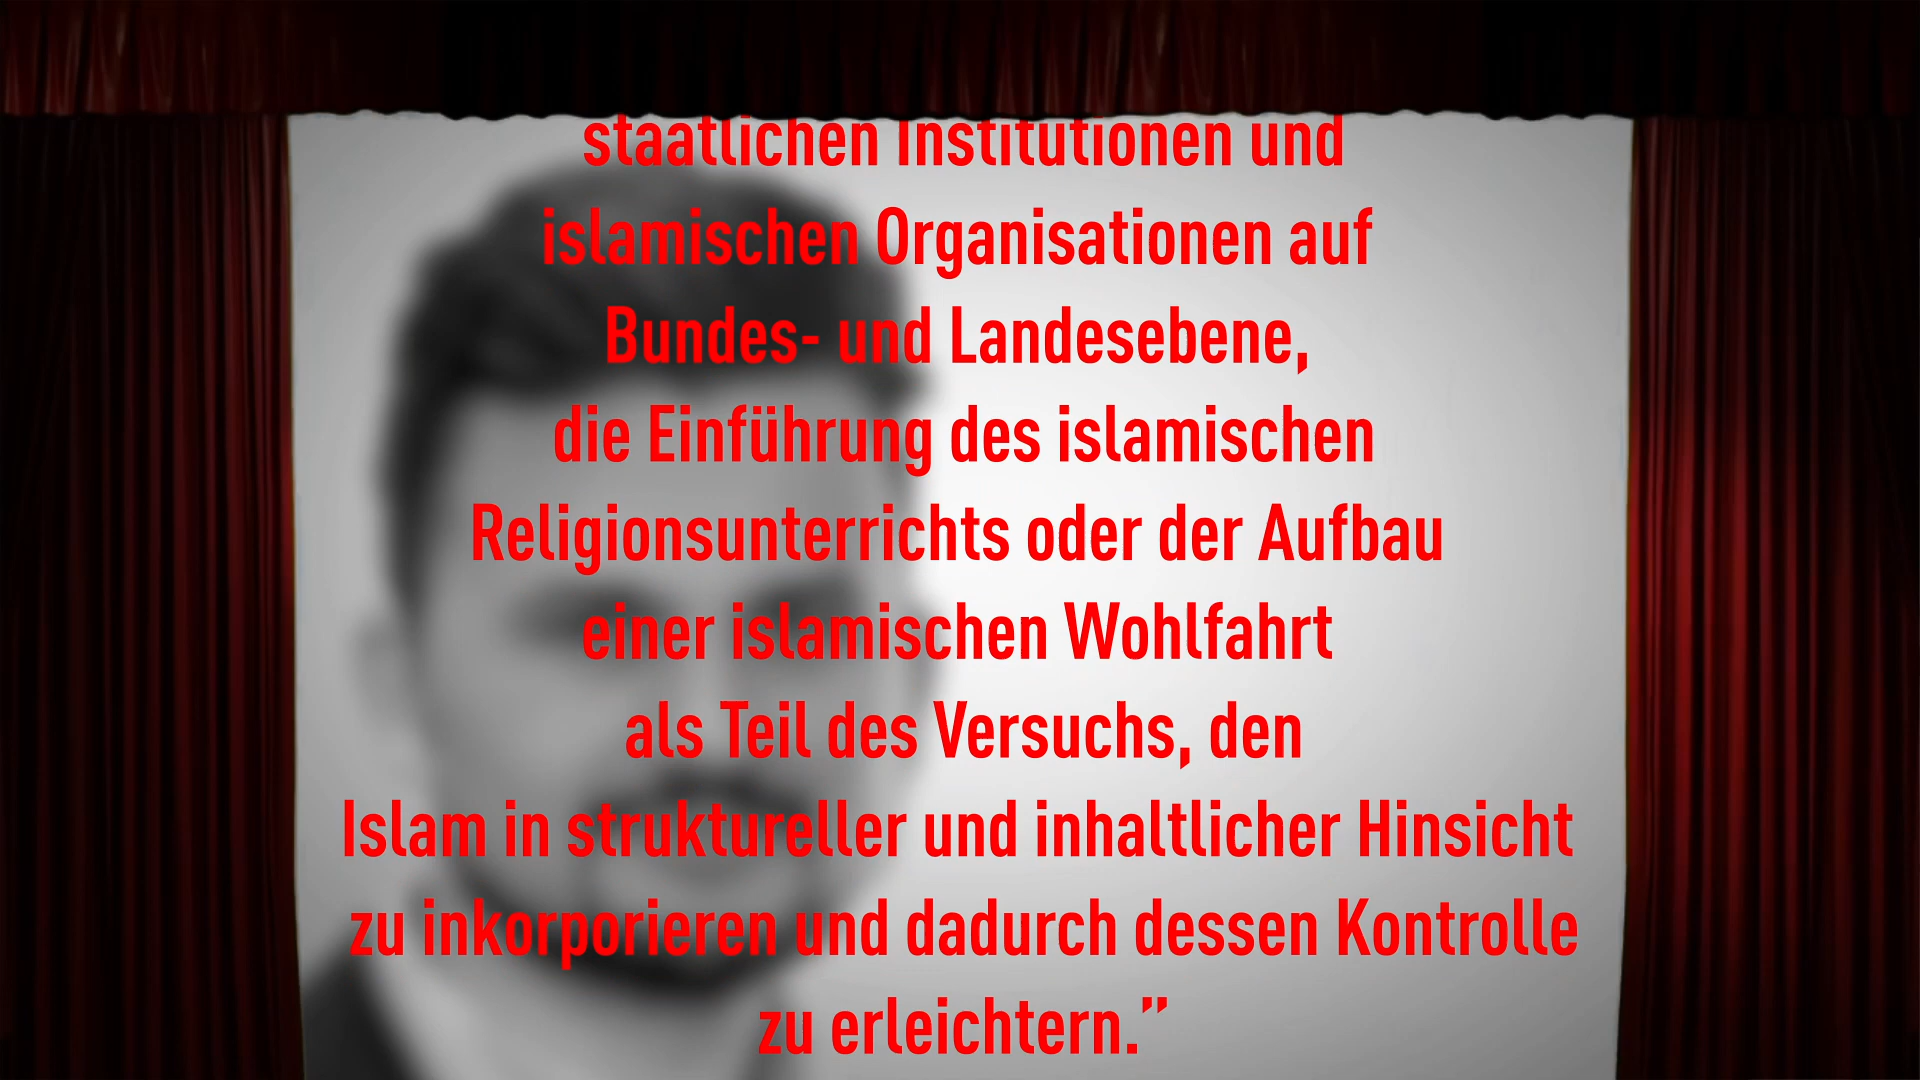 staatlichen Institutionen und
islamischen Organisationen auf
Bundes- und Landesebene,
die Einführung des islamischen
Religionsunterrichts oder der Aufbau
einer islamischen Wohlfahrt
als Teil des Versuchs, den
Islam in struktureller und inhaltlicher Hinsicht
zu inkorporieren und dadurch dessen Kontrolle
zu erleichtern.”